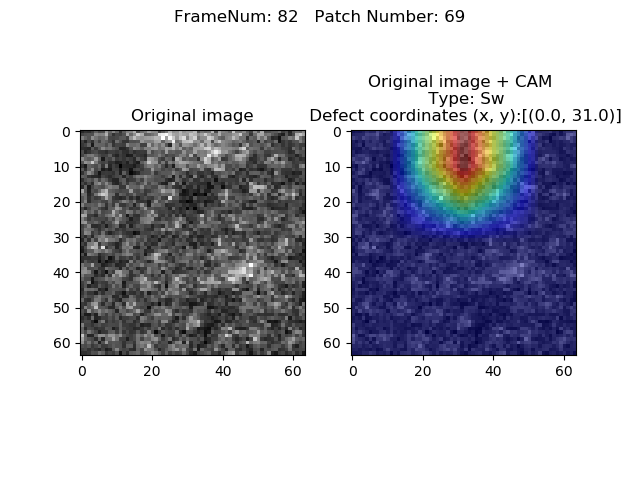 FrameNum: 82   Patch Number: 69
Original image
Original image + CAM
Type: Sw
Defect coordinates (x, y):[(0.0, 31.0)]
0
10
20
30
40
50
60
0 20 40 60
0
10
20
30
40
50
60
0 20 40 60